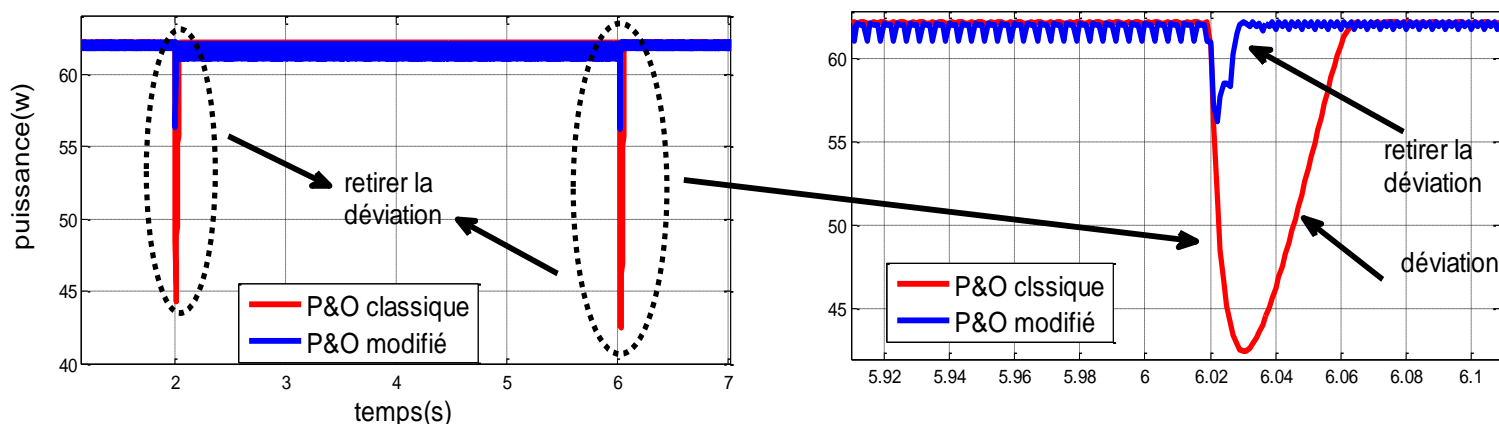 puissance(w)
60
55
50
45
40
2
3
4
5
6
7
temps(s)
retirer la
déviation
P&O classique
P&O modifié
60
55
50
45
5.92
5.94
5.96
5.98
6
6.02
6.04
6.06
6.08
6.1
retirer la
déviation
déviation
P&O clssique
P&O modifié